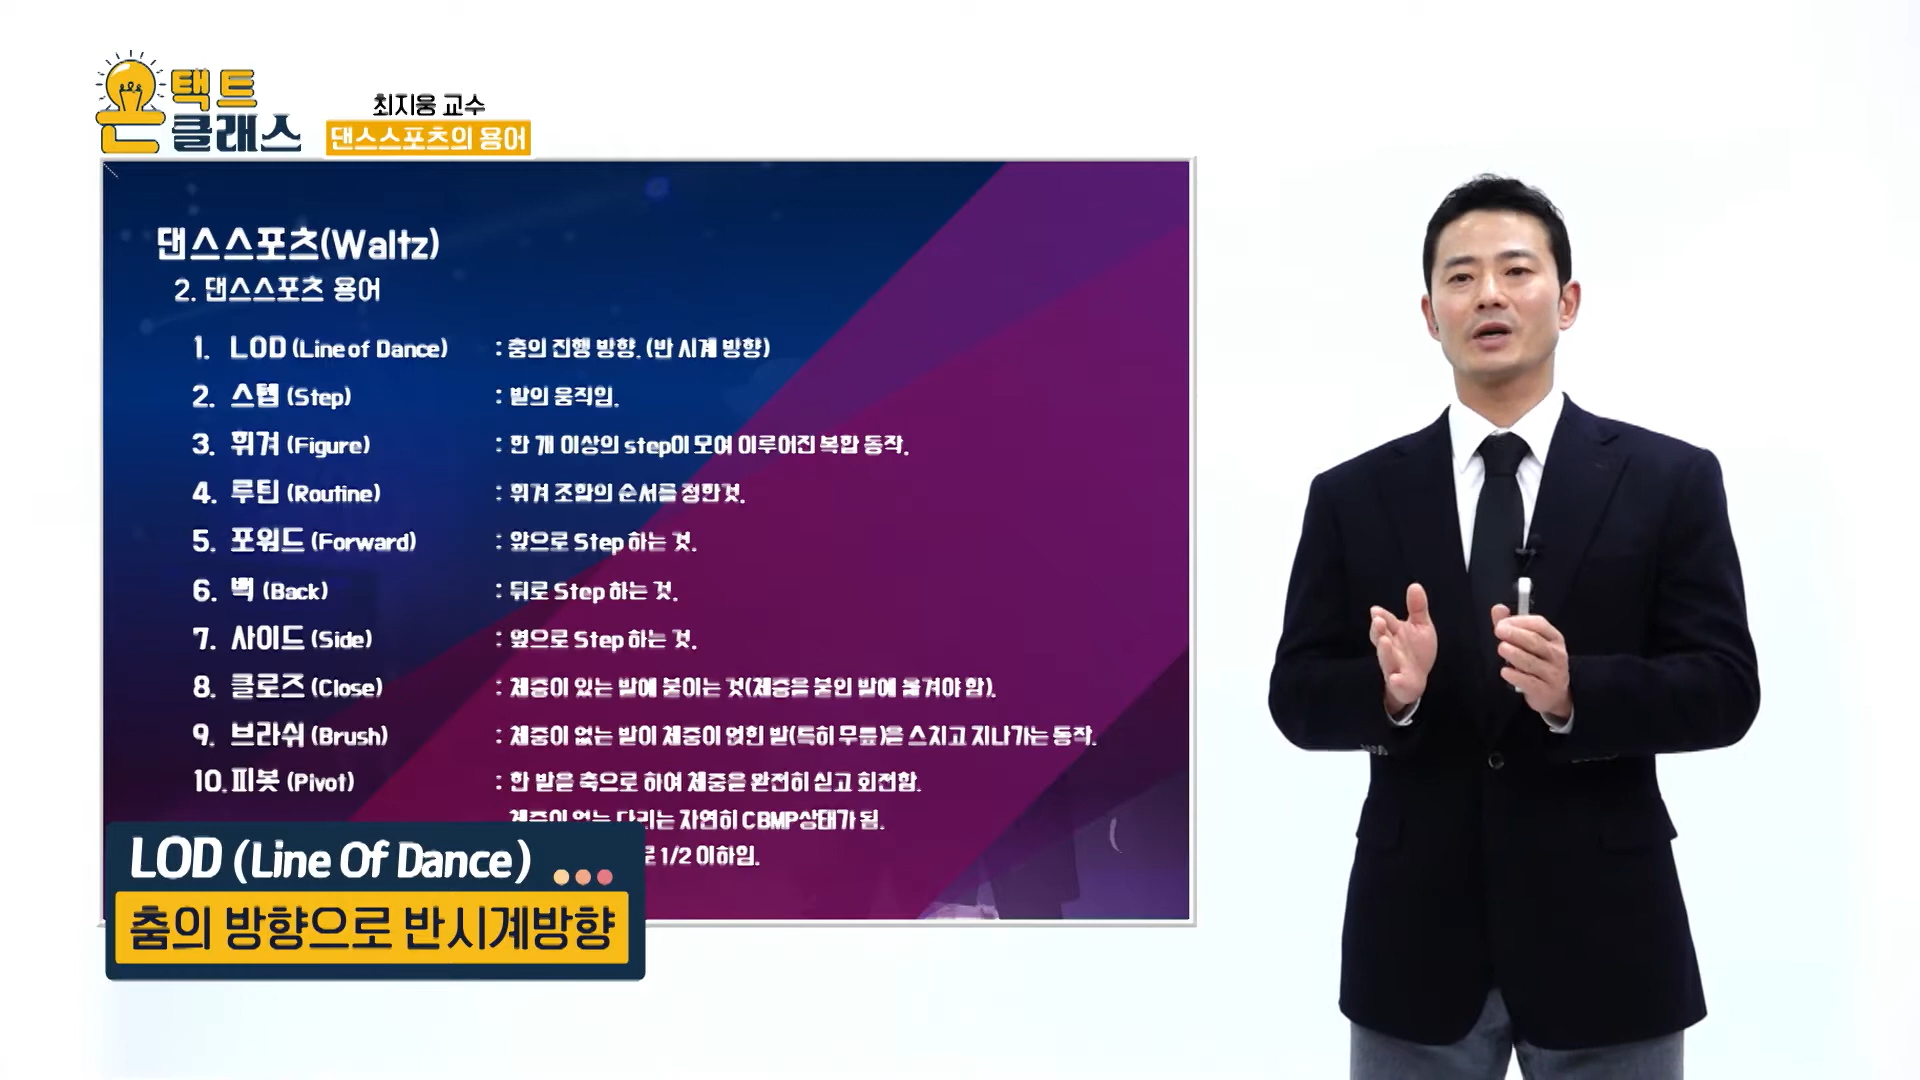 온택트
클래스
최지웅 교수
댄스스포츠의 용어
댄스스포츠(Waltz)
2. 댄스스포츠 용어
1. LOD (Line of Dance) : 춤의 진행 방향. (반 시계 방향)
2. 스텝 (Step) : 발의 움직임.
3. 휘겨 (Figure) : 한 개 이상의 step이 모여 이루어진 복합 동작.
4. 루틴 (Routine) : 휘겨 조합의 순서를 정한것.
5. 포워드 (Forward) : 앞으로 Step 하는 것.
6. 백 (Back) : 뒤로 Step 하는 것.
7. 사이드 (Side) : 옆으로 Step 하는 것.
8. 클로즈 (Close) : 체중이 있는 발에 붙이는 것(체중을 붙인 발에 옮겨야 함).
9. 브라쉬 (Brush) : 체중이 없는 발이 체중이 얹힌 발(특히 무릎)을 스치고 지나가는 동작.
10. 피봇 (Pivot) : 한 발을 축으로 하여 체중을 완전히 싣고 회전함.
체중이 없는 다리는 자연히 CBMP상태가 됨.
로 1/2 이하임.
LOD (Line Of Dance)
춤의 방향으로 반시계방향